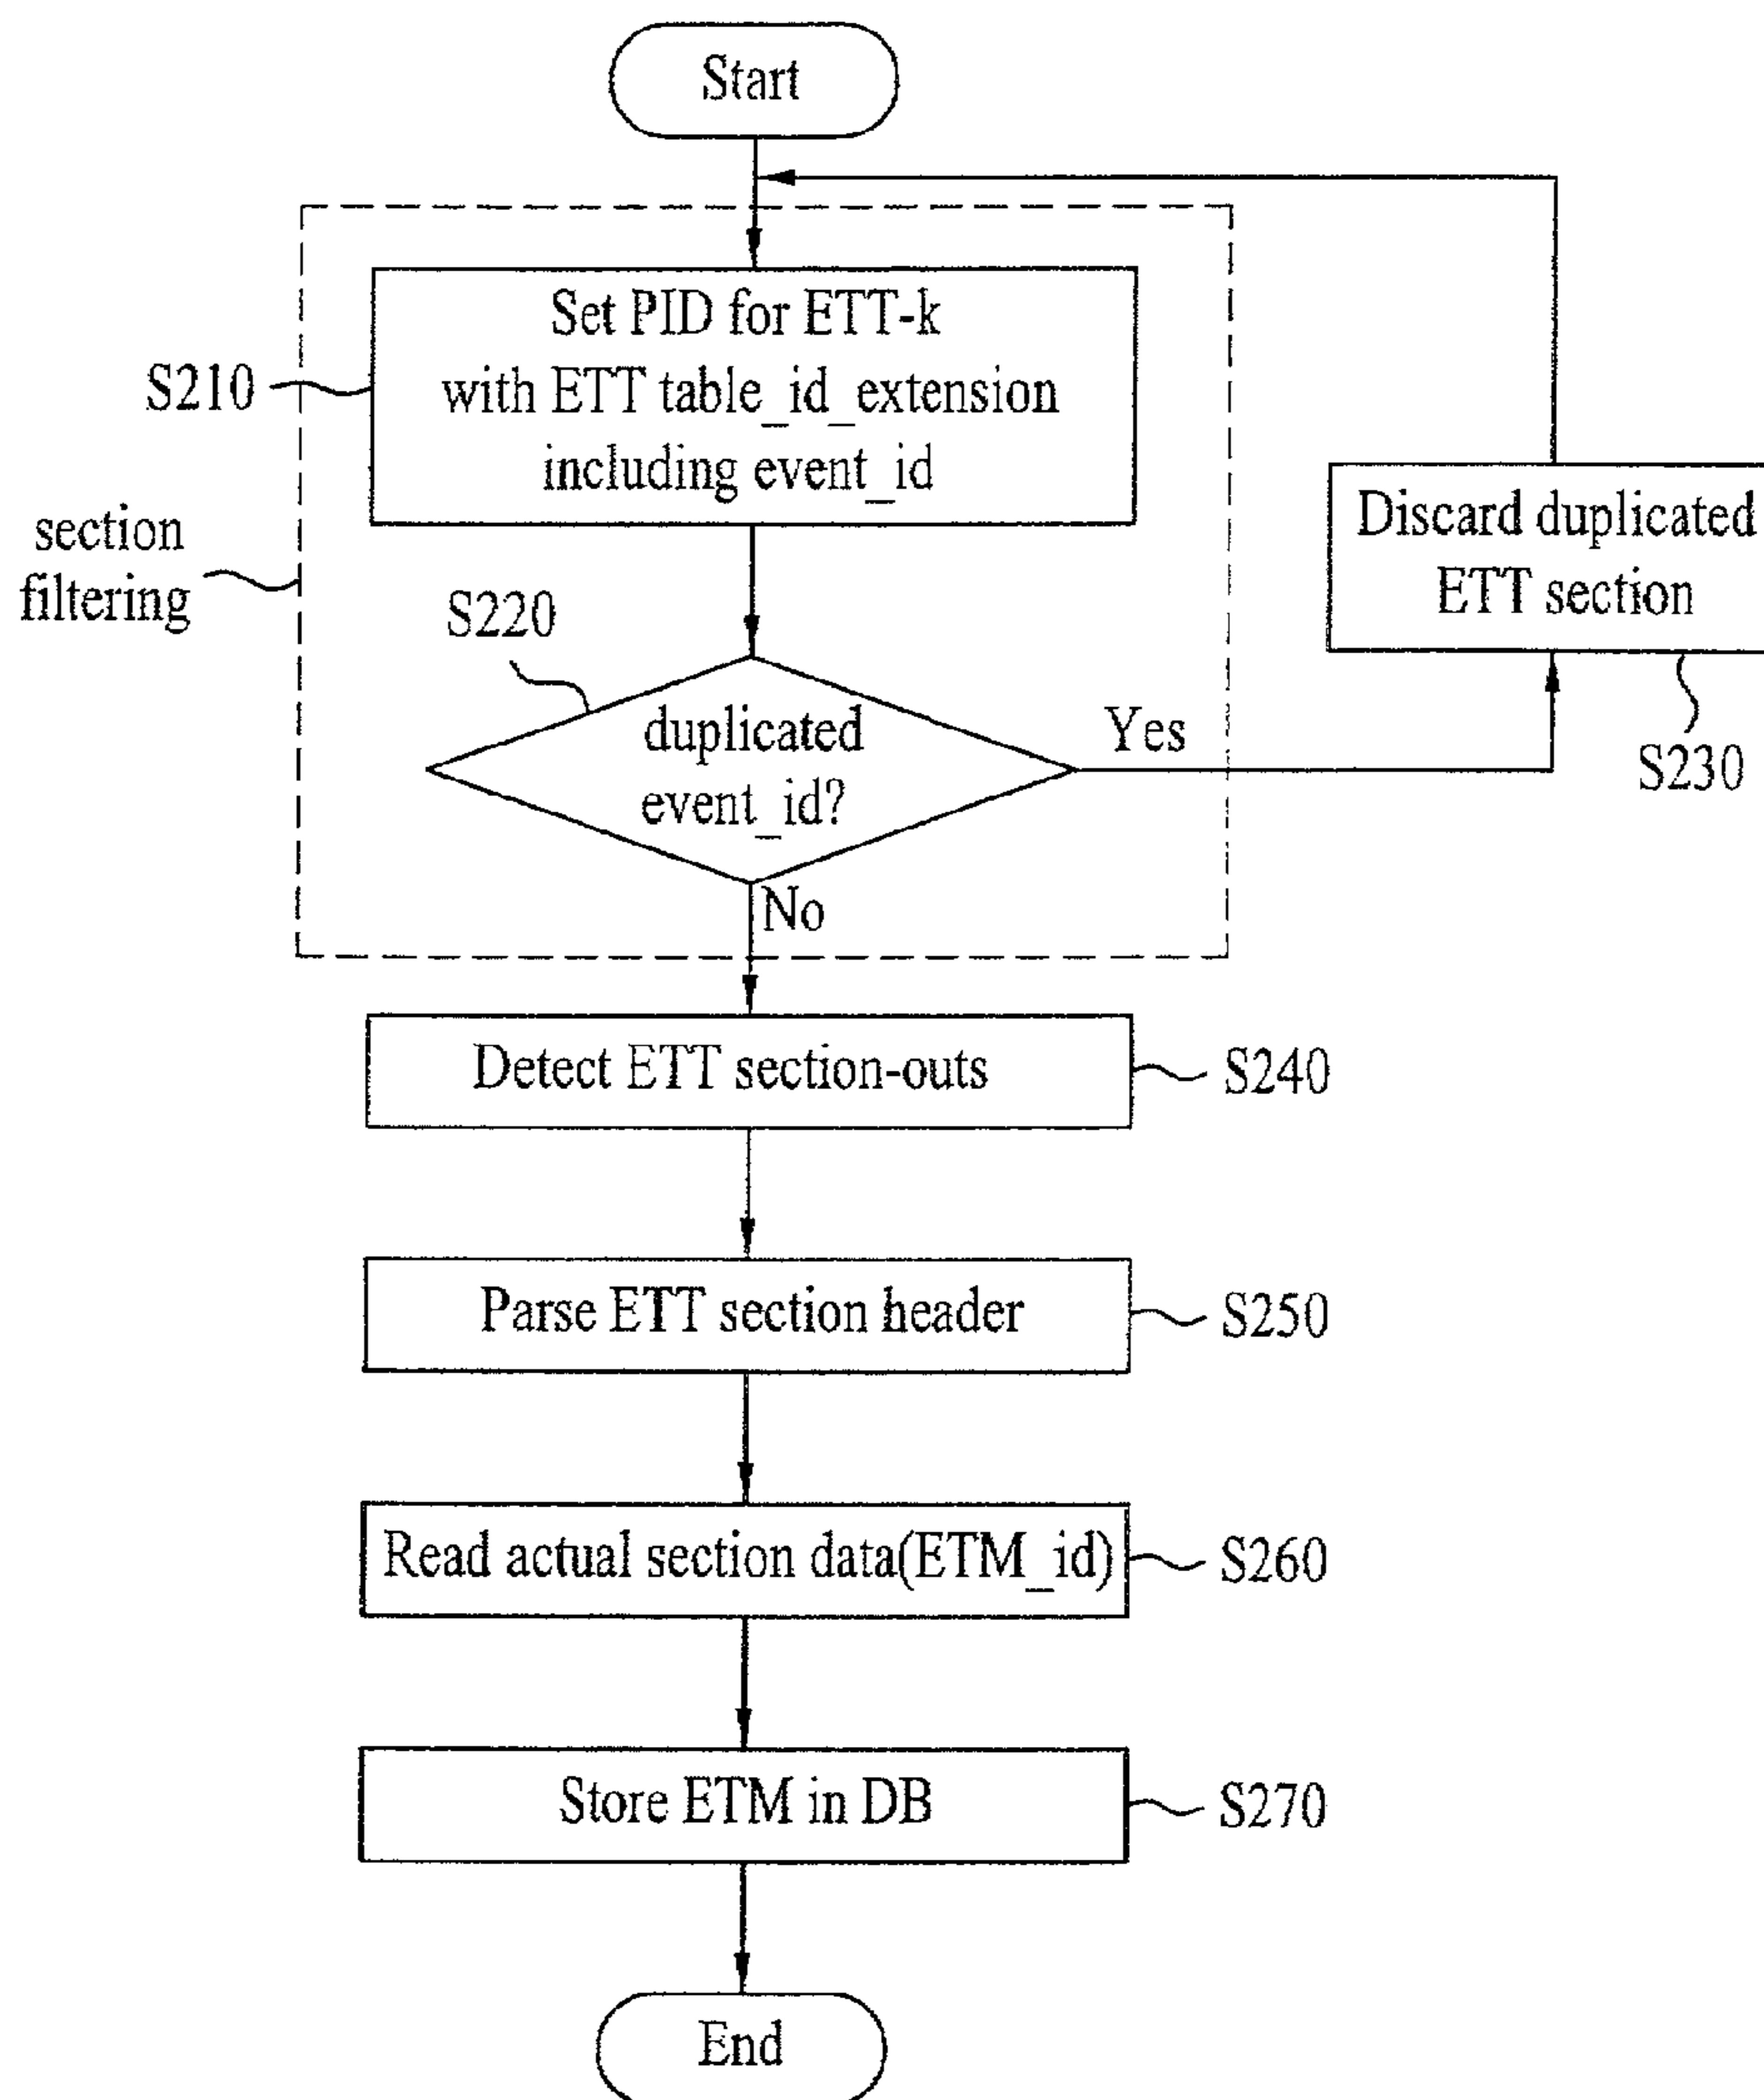 Start
Set PID for ETT-k
with ETT table_id_extension
including event_id
S210
section
filtering
Discard duplicated
ETT section
S230
S220
duplicated
event_id?
Yes
No
Detect ETT section-outs
S240
Parse ETT section header
S250
Read actual section data(ETM_id)
S260
Store ETM in DB
S270
End